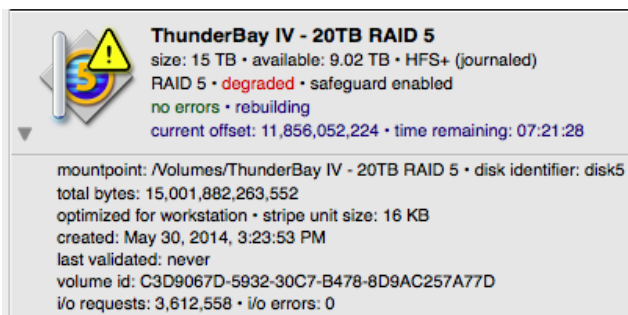 ThunderBay IV - 20TB RAID 5
size: 15 TB • available: 9.02 TB • HFS+ (journaled)
RAID 5 • degraded • safeguard enabled
no errors • rebuilding
current offset: 11,856,052,224 • time remaining: 07:21:28
mountpoint: /Volumes/ThunderBay IV - 20TB RAID 5 • disk identifier: disk5
total bytes: 15,001,882,263,552
optimized for workstation • stripe unit size: 16 KB
created: May 30, 2014, 3:23:53 PM
last validated: never
volume id: C3D9067D-5932-30C7-B478-8D9AC257A77D
i/o requests: 3,612,558 • i/o errors: 0
5